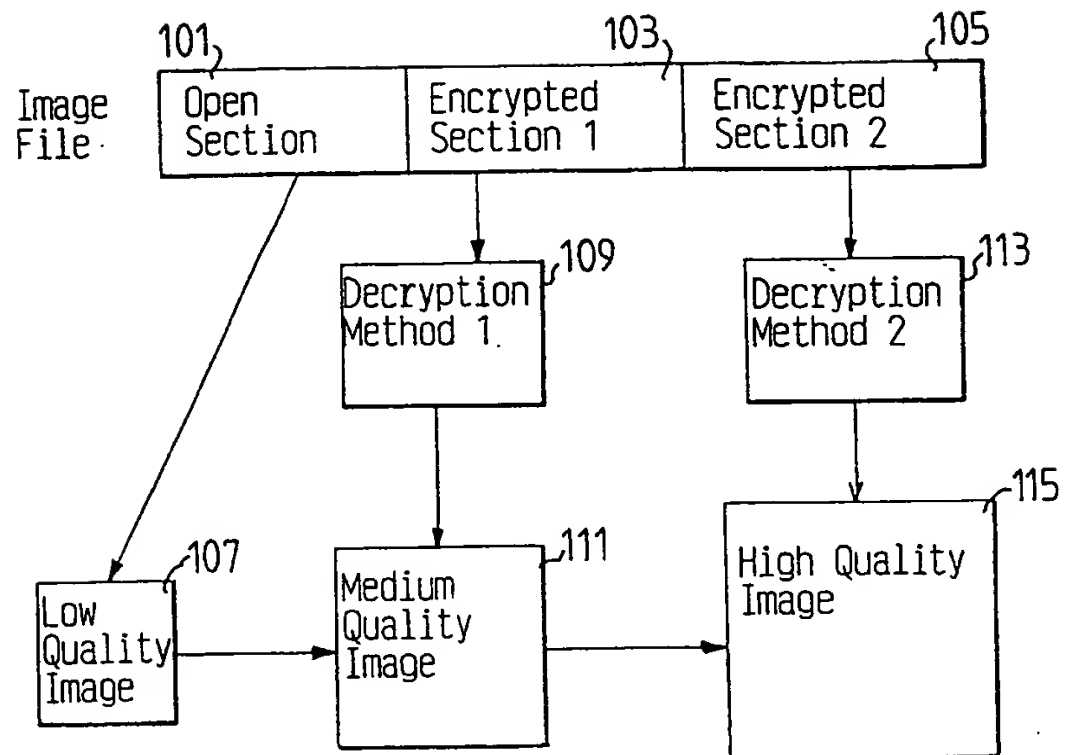 101
103
105
Image
File
Open
Section
Encrypted
Section 1
Encrypted
Section 2
109
113
Decryption
Method 1
Decryption
Method 2
107
111
115
Low
Quality
Image
Medium
Quality
Image
High Quality
Image